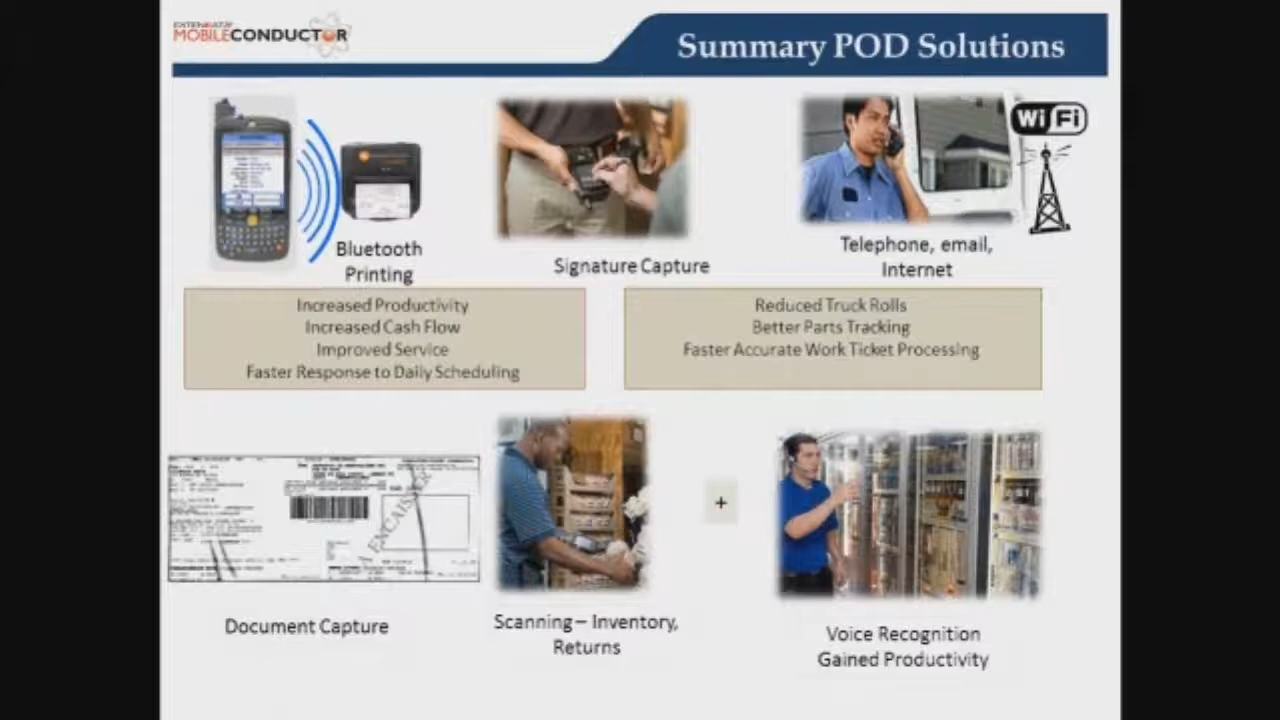 EXTENDATA
MOBILECONDUCTOR
Summary POD Solutions
WiFi
Bluetooth
Printing
Signature Capture
Telephone, email,
Internet
Increased Productivity
Increased Cash Flow
Improved Service
Faster Response to Daily Scheduling
Reduced Truck Rolls
Better Parts Tracking
Faster Accurate Work Ticket Processing
+
Document Capture
Scanning – Inventory,
Returns
Voice Recognition
Gained Productivity